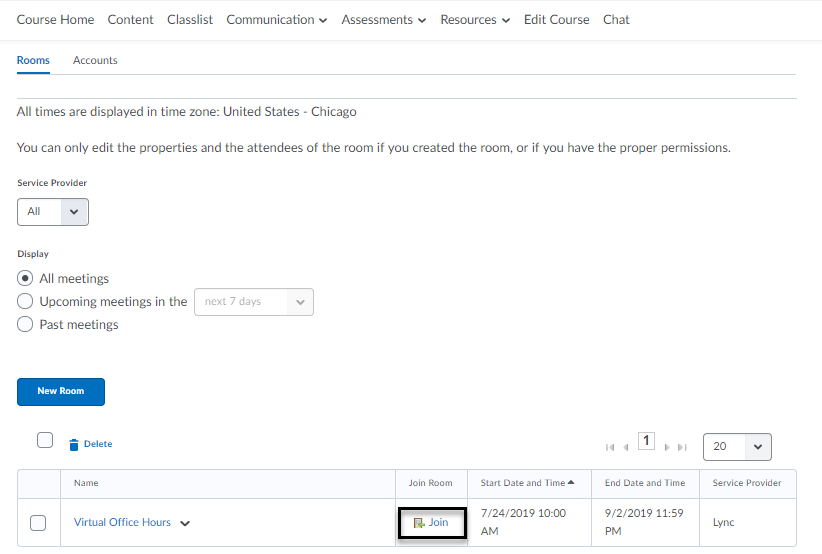 Course Home Content Classlist Communication Assessments Resources Edit Course Chat
Rooms Accounts
All times are displayed in time zone: United States - Chicago
You can only edit the properties and the attendees of the room if you created the room, or if you have the proper permissions.
Service Provider
All
Display
All meetings
Upcoming meetings in the next 7 days
Past meetings
New Room
Delete 1 20
Name Join Room Start Date and Time End Date and Time Service Provider
Virtual Office Hours Join 7/24/2019 10:00 AM 9/2/2019 11:59 PM Lync